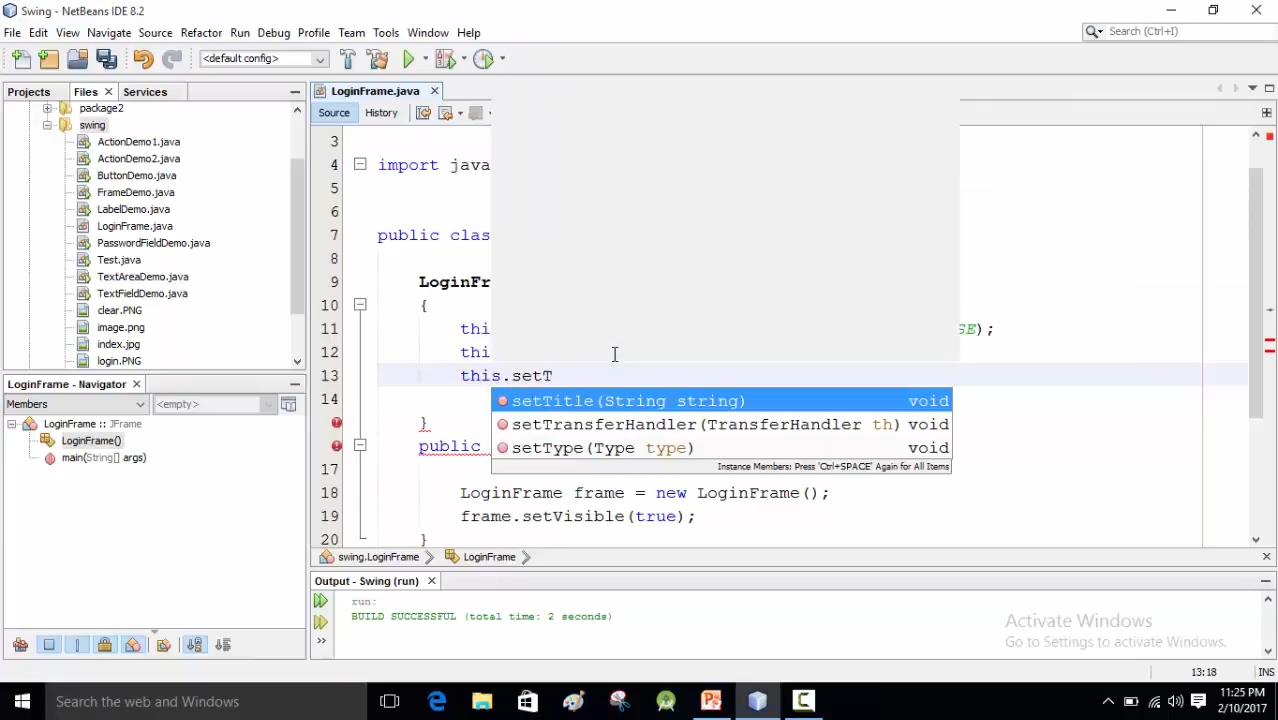 Swing - NetBeans IDE 8.2
File Edit View Navigate Source Refactor Run Debug Profile Team Tools Window Help
Search (Ctrl+I)
<default config>
Projects Files Services
LoginFrame.java
Source History
package2
swing
ActionDemo1.java
ActionDemo2.java
ButtonDemo.java
FrameDemo.java
LabelDemo.java
LoginFrame.java
PasswordFieldDemo.java
Test.java
TextAreaDemo.java
TextFieldDemo.java
clear.PNG
image.png
index.jpg
login.PNG
LoginFrame - Navigator
Members <empty>
LoginFrame :: JFrame
LoginFrame()
main(String[] args)
3
4 import java
5
6
7 public clas
8
9 LoginFr
10 {
11 thi SE);
12 thi
13 this.setT
14
}
public
17
18 LoginFrame frame = new LoginFrame();
19 frame.setVisible(true);
20 }
setTitle(String string) void
setTransferHandler(TransferHandler th) void
setType(Type type) void
Instance Members: Press 'Ctrl+SPACE' Again for All Items
swing.LoginFrame LoginFrame
Output - Swing (run)
run:
BUILD SUCCESSFUL (total time: 2 seconds)
Activate Windows
Go to Settings to activate Windows.
13:18 INS
Search the web and Windows
11:25 PM
2/10/2017